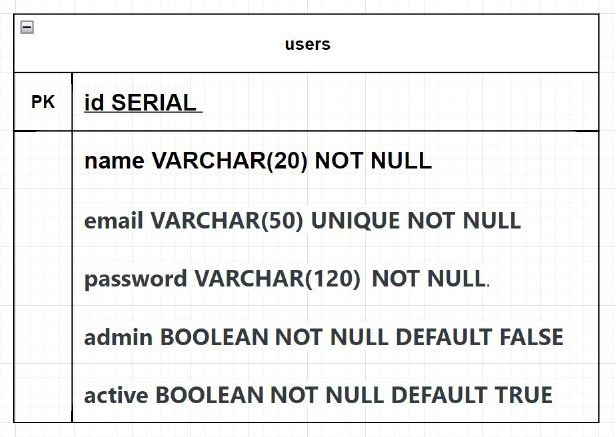 users
PK id SERIAL
name VARCHAR(20) NOT NULL
email VARCHAR(50) UNIQUE NOT NULL
password VARCHAR(120) NOT NULL.
admin BOOLEAN NOT NULL DEFAULT FALSE
active BOOLEAN NOT NULL DEFAULT TRUE